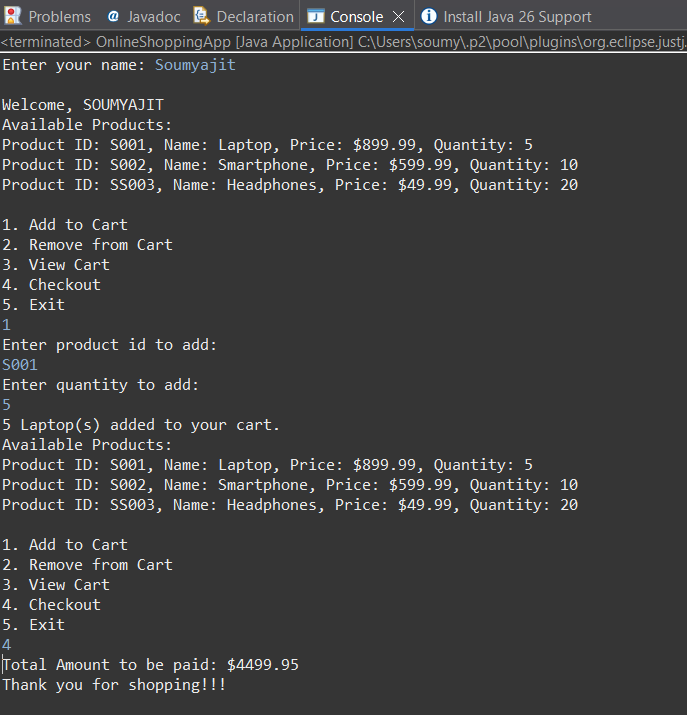 Problems Javadoc Declaration Console Install Java 26 Support
<terminated> OnlineShoppingApp [Java Application] C:\Users\soumy\.p2\pool\plugins\org.eclipse.justj.
Enter your name: Soumyajit
Welcome, SOUMYAJIT
Available Products:
Product ID: S001, Name: Laptop, Price: $899.99, Quantity: 5
Product ID: S002, Name: Smartphone, Price: $599.99, Quantity: 10
Product ID: SS003, Name: Headphones, Price: $49.99, Quantity: 20
1. Add to Cart
2. Remove from Cart
3. View Cart
4. Checkout
5. Exit
1
Enter product id to add:
S001
Enter quantity to add:
5
5 Laptop(s) added to your cart.
Available Products:
Product ID: S001, Name: Laptop, Price: $899.99, Quantity: 5
Product ID: S002, Name: Smartphone, Price: $599.99, Quantity: 10
Product ID: SS003, Name: Headphones, Price: $49.99, Quantity: 20
1. Add to Cart
2. Remove from Cart
3. View Cart
4. Checkout
5. Exit
4
Total Amount to be paid: $4499.95
Thank you for shopping!!!